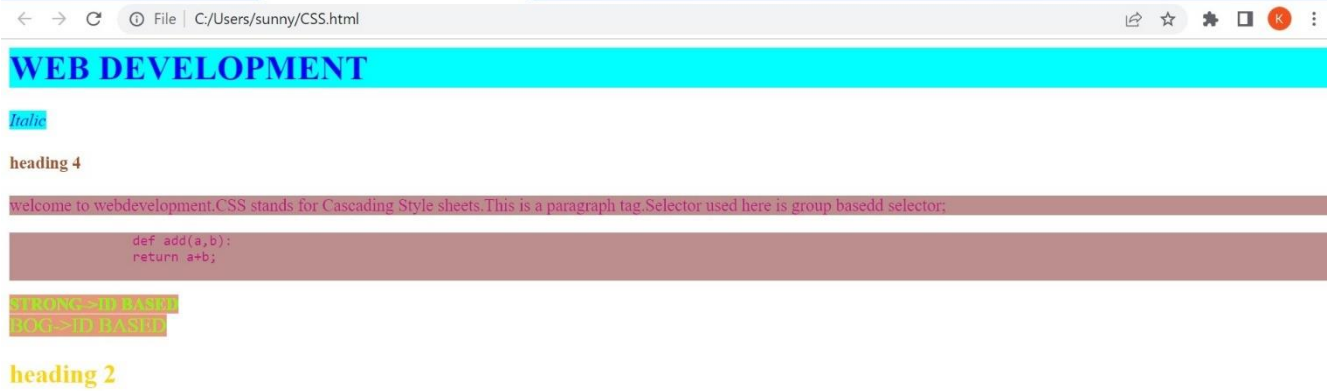 File | C:/Users/sunny/CSS.html
K
WEB DEVELOPMENT
Italic
heading 4
welcome to webdevelopment.CSS stands for Cascading Style sheets.This is a paragraph tag.Selector used here is group basedd selector;
def add(a,b):
return a+b;
STRONG->ID BASED
BOG->ID BASED
heading 2